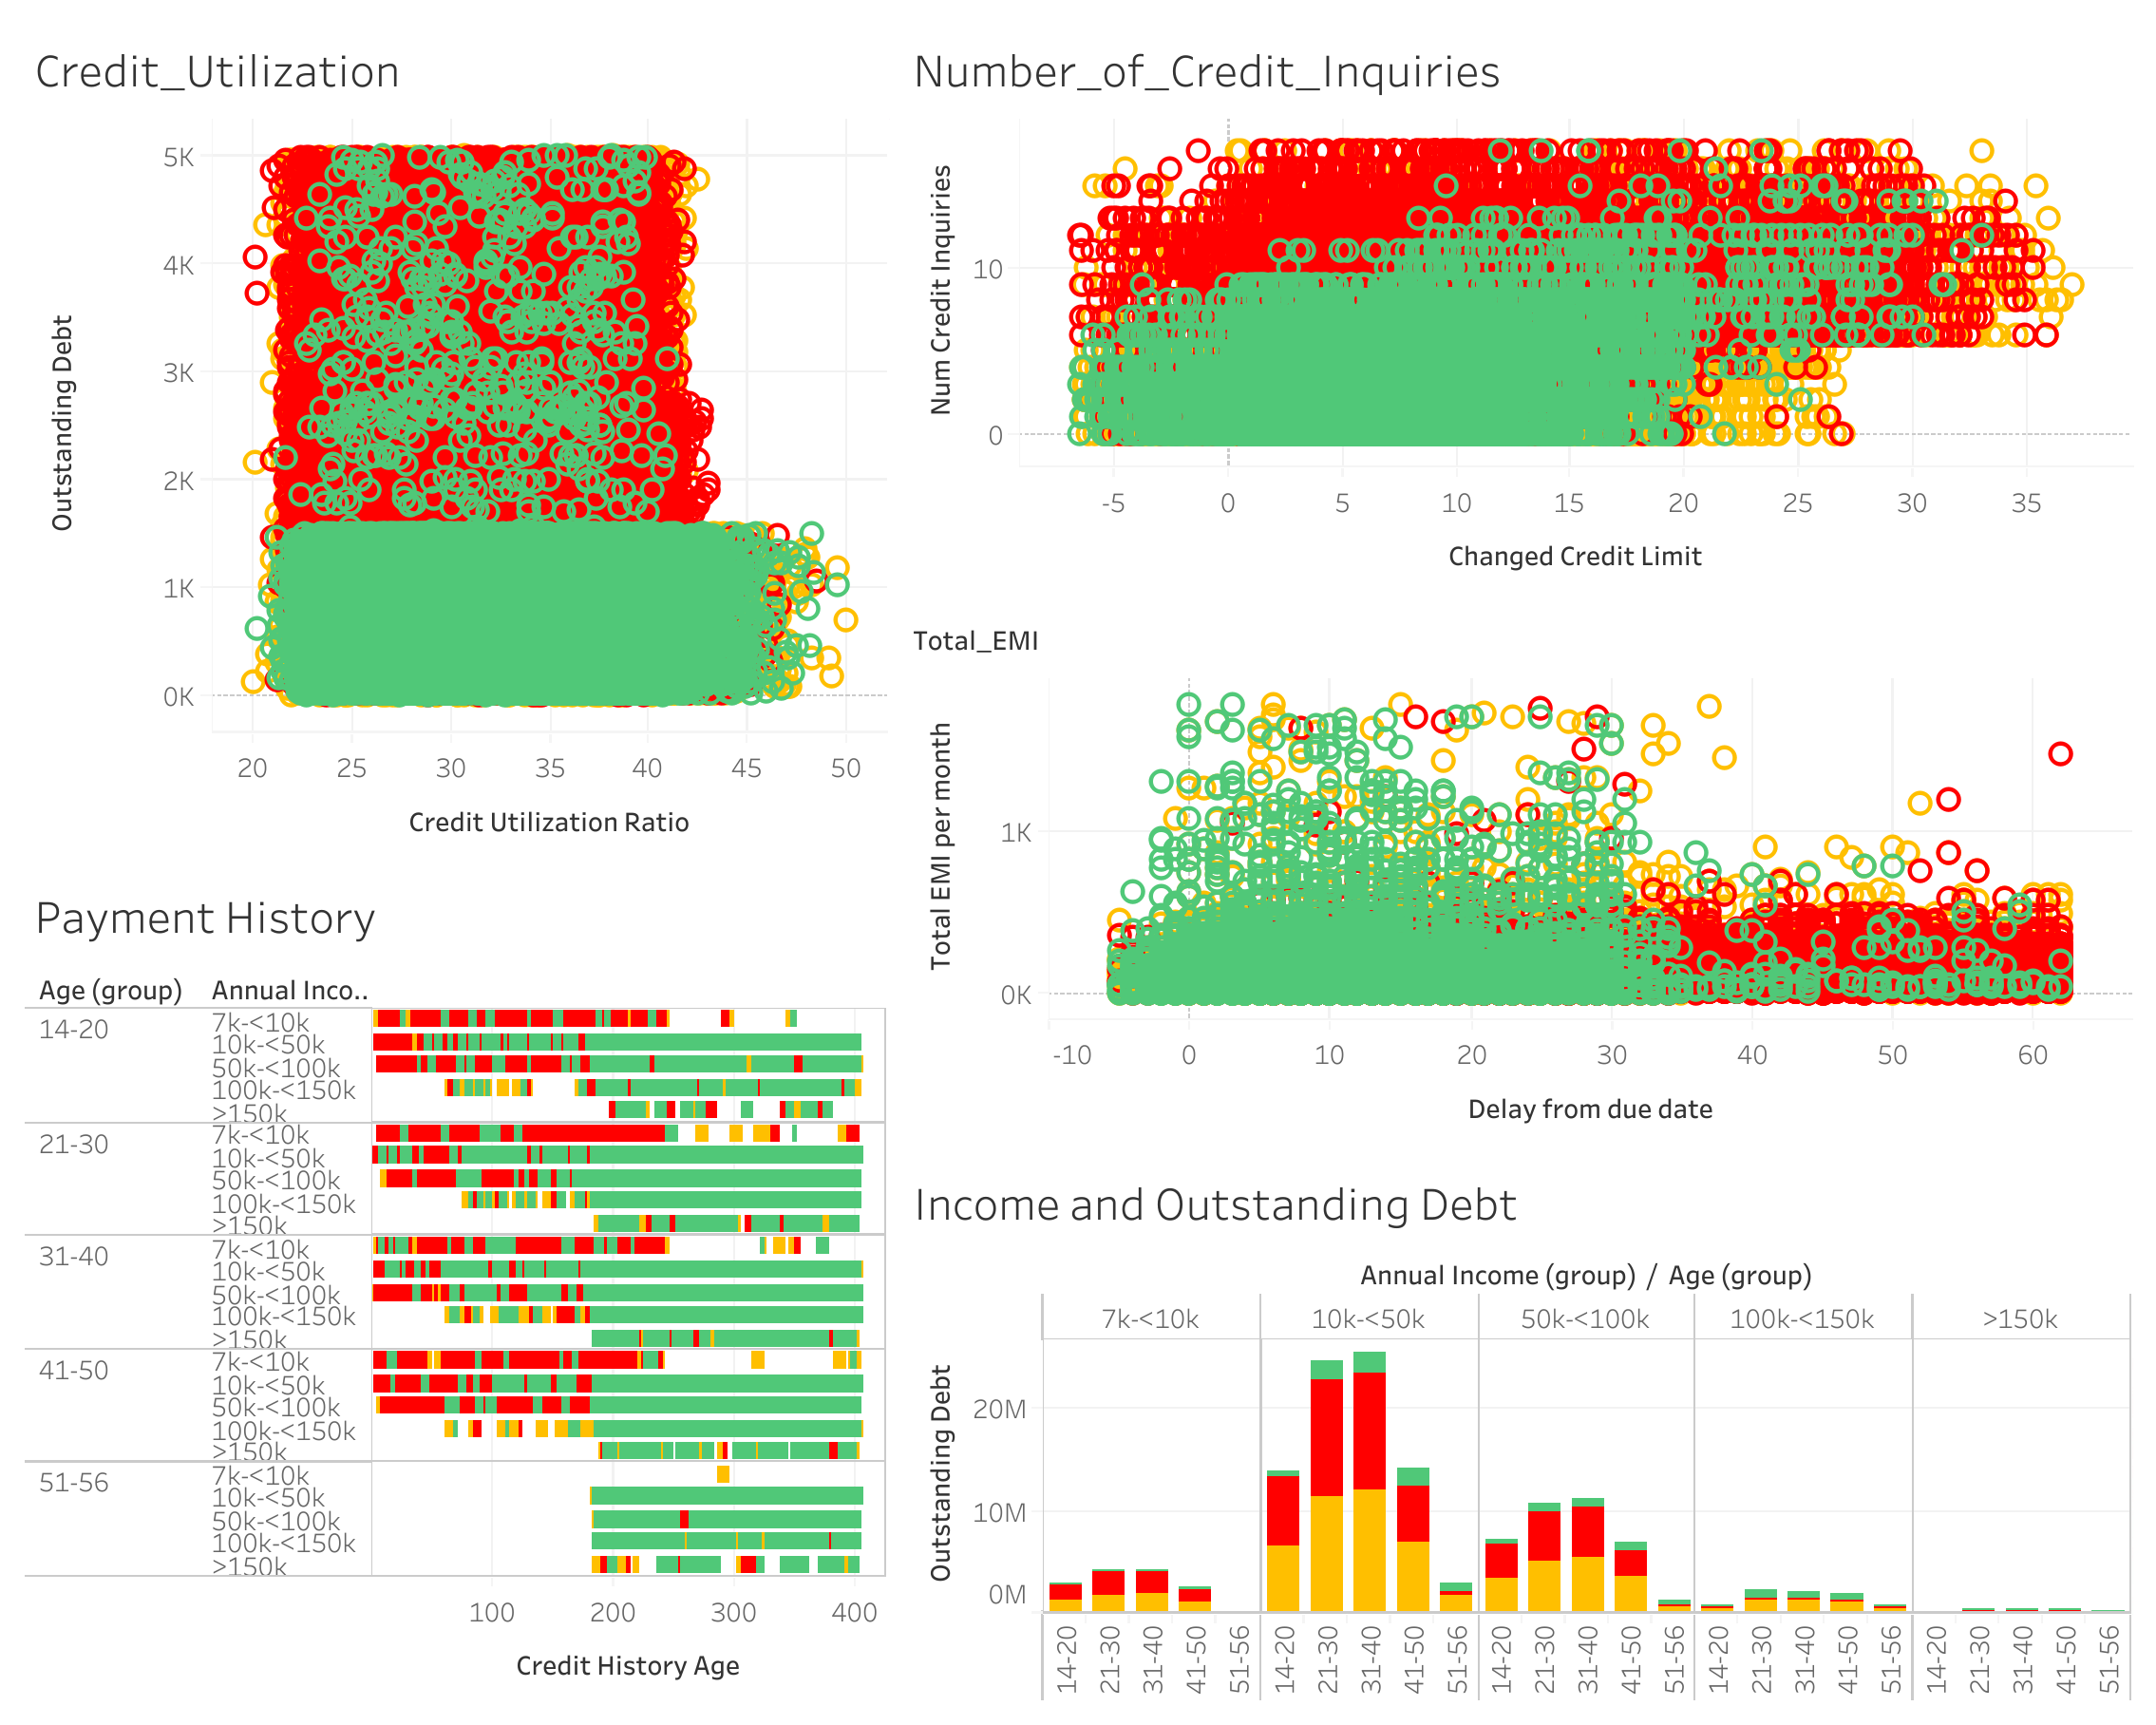 Credit_Utilization
Outstanding Debt
5K
4K
3K
2K
1K
0K
20 25 30 35 40 45 50
Credit Utilization Ratio
Number_of_Credit_Inquiries
Num Credit Inquiries
10
0
-5 0 5 10 15 20 25 30 35
Changed Credit Limit
Total_EMI
Total EMI per month
1K
0K
-10 0 10 20 30 40 50 60
Delay from due date
Payment History
Age (group) Annual Inco..
14-20 7k-<10k
10k-<50k
50k-<100k
100k-<150k
>150k
21-30 7k-<10k
10k-<50k
50k-<100k
100k-<150k
>150k
31-40 7k-<10k
10k-<50k
50k-<100k
100k-<150k
>150k
41-50 7k-<10k
10k-<50k
50k-<100k
100k-<150k
>150k
51-56 7k-<10k
10k-<50k
50k-<100k
100k-<150k
>150k
100 200 300 400
Credit History Age
Income and Outstanding Debt
Annual Income (group) / Age (group)
7k-<10k 10k-<50k 50k-<100k 100k-<150k >150k
Outstanding Debt
20M
10M
0M
14-20 21-30 31-40 41-50 51-56 14-20 21-30 31-40 41-50 51-56 14-20 21-30 31-40 41-50 51-56 14-20 21-30 31-40 41-50 51-56 14-20 21-30 31-40 41-50 51-56